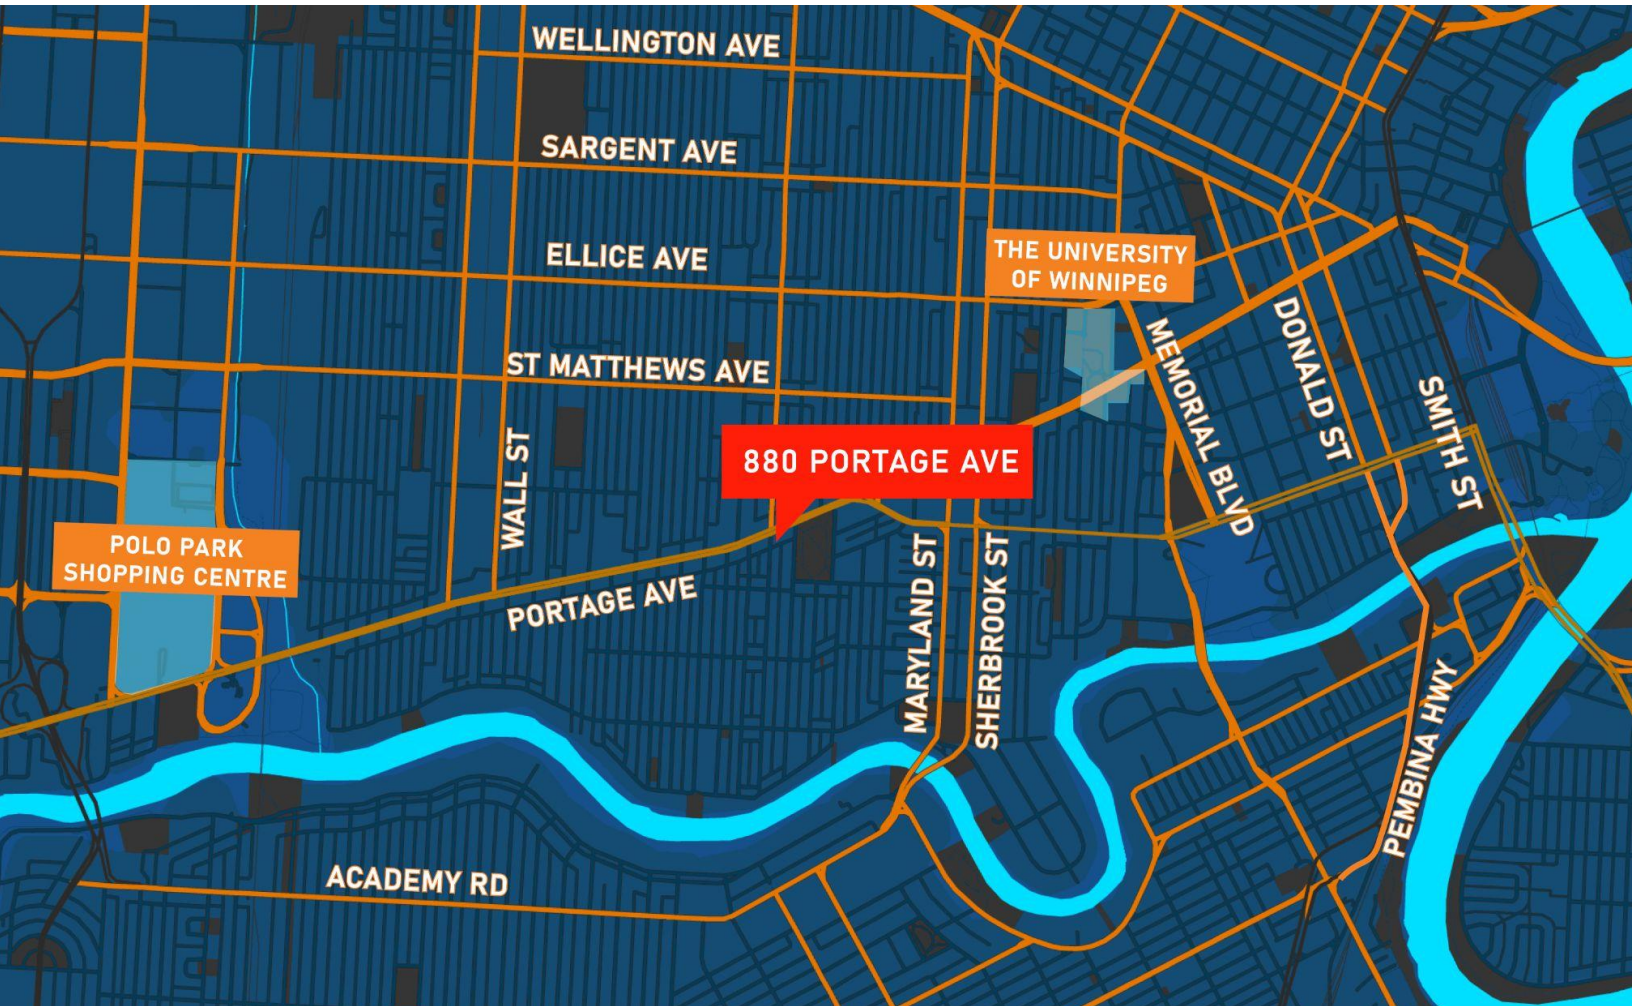 WELLINGTON AVE
SARGENT AVE
ELLICE AVE
THE UNIVERSITY
OF WINNIPEG
ST MATTHEWS AVE
MEMORIAL BLVD
DONALD ST
SMITH ST
WALL ST
880 PORTAGE AVE
POLO PARK
SHOPPING CENTRE
PORTAGE AVE
MARYLAND ST
SHERBROOK ST
PEMBINA HWY
ACADEMY RD